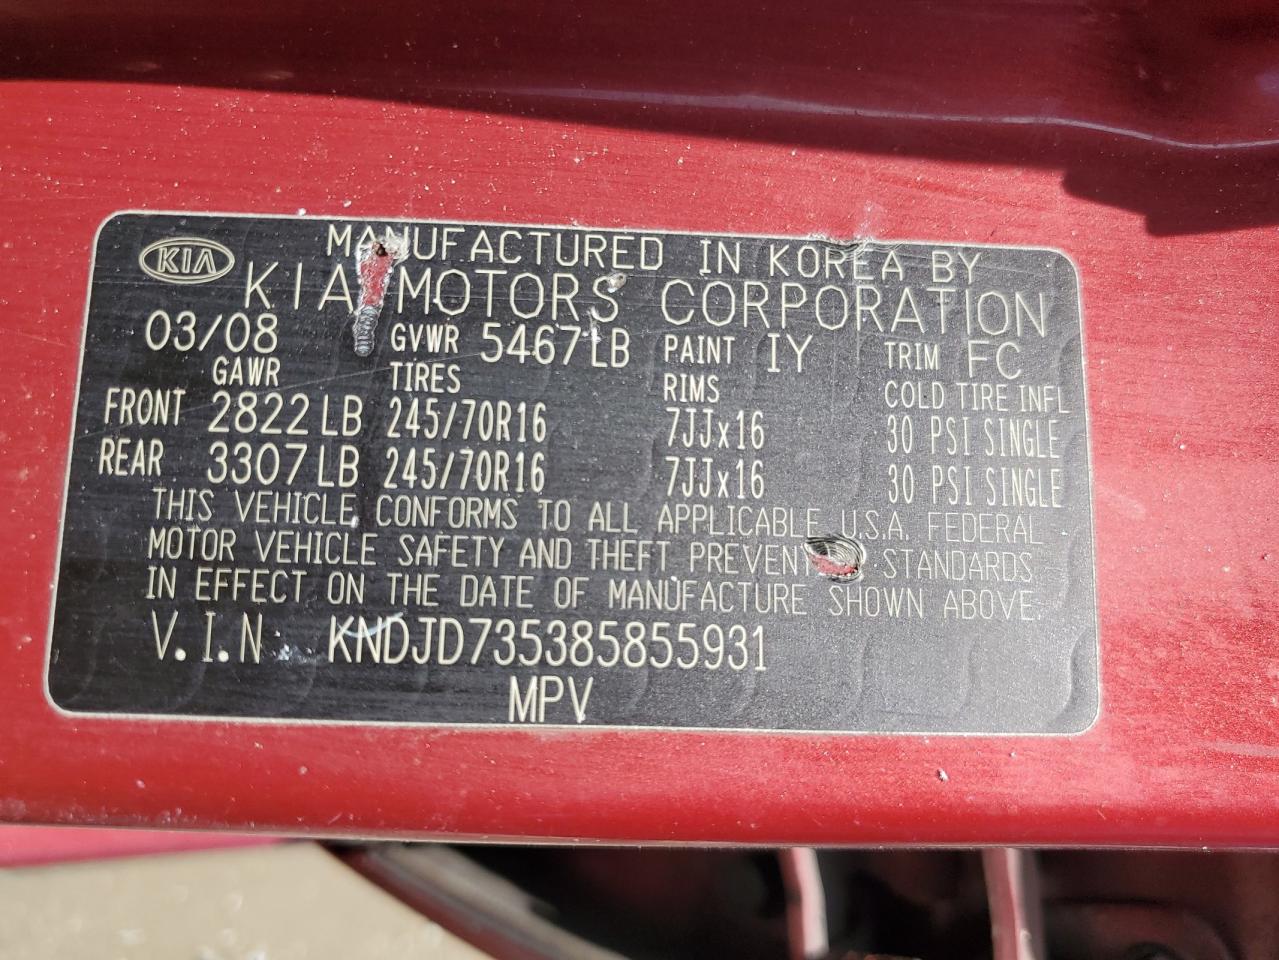 KIA
MANUFACTURED IN KOREA BY
KIA MOTORS CORPORATION
03/08 GVWR 5467LB PAINT IY TRIM FC
GAWR TIRES RIMS COLD TIRE INFL
FRONT 2822LB 245/70R16 7JJx16 30 PSI SINGLE
REAR 3307LB 245/70R16 7JJx16 30 PSI SINGLE
THIS VEHICLE CONFORMS TO ALL APPLICABLE U.S.A. FEDERAL
MOTOR VEHICLE SAFETY AND THEFT PREVENT STANDARDS
IN EFFECT ON THE DATE OF MANUFACTURE SHOWN ABOVE.
V.I.N KNDJD735385855931
MPV